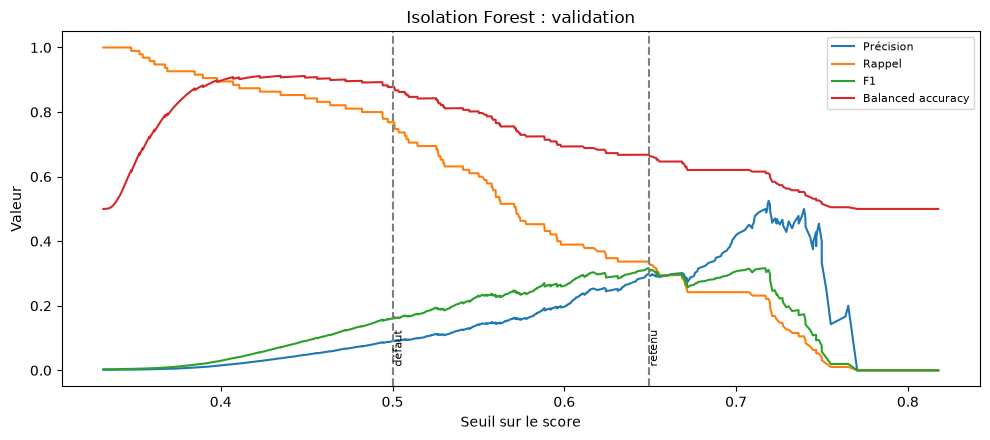 Isolation Forest : validation
Précision
Rappel
F1
Balanced accuracy
Valeur
1.0
0.8
0.6
0.4
0.2
0.0
défaut
retenu
0.4
0.5
0.6
0.7
0.8
Seuil sur le score